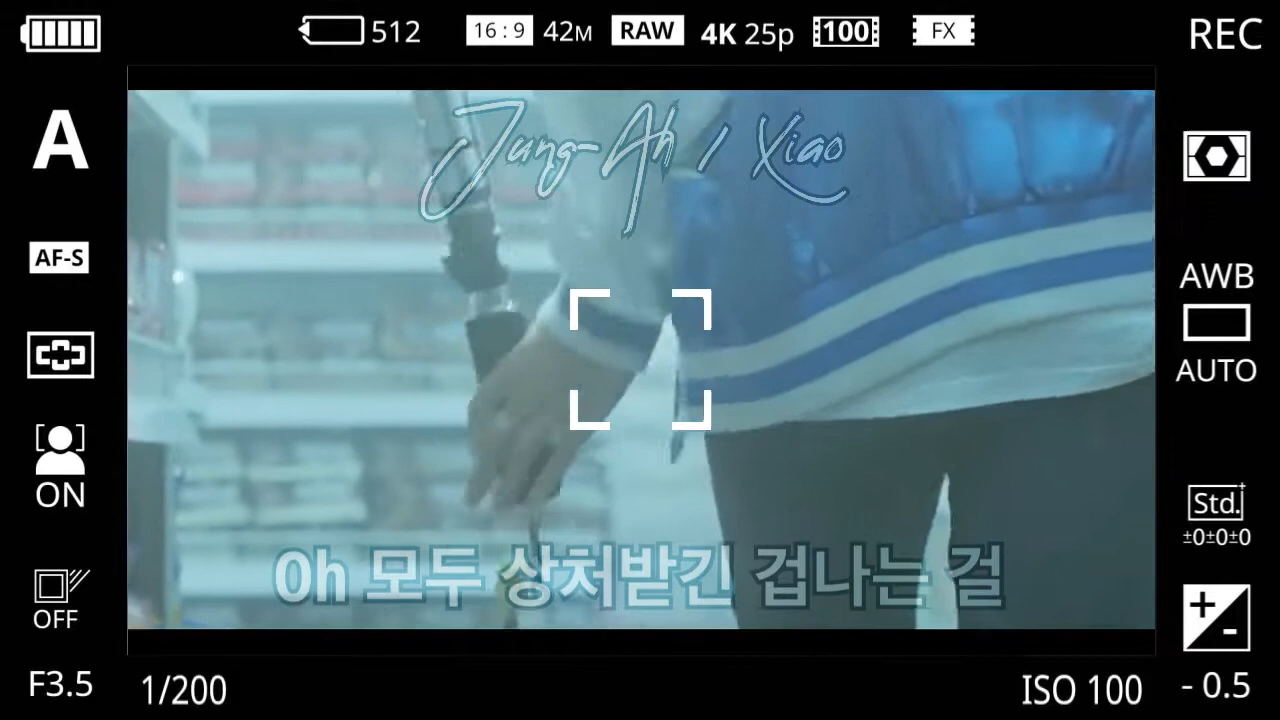 512 16:9 42M RAW 4K 25p 100 FX REC
A
Jung-Ah / Xiao
AF-S
AWB
AUTO
ON
Std.+
±0±0±0
Oh 모두 상처받긴 겁나는 걸
OFF
F3.5 1/200 ISO 100 - 0.5